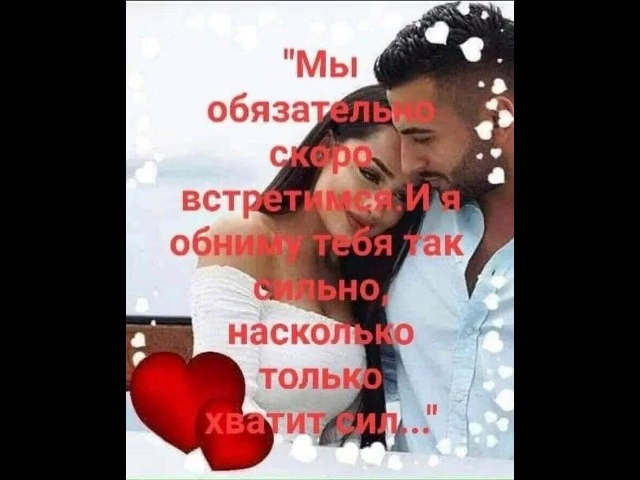 "Мы
обязательно
скоро
встретимся.И я
обниму тебя так
сильно,
насколько
только
хватит сил..."